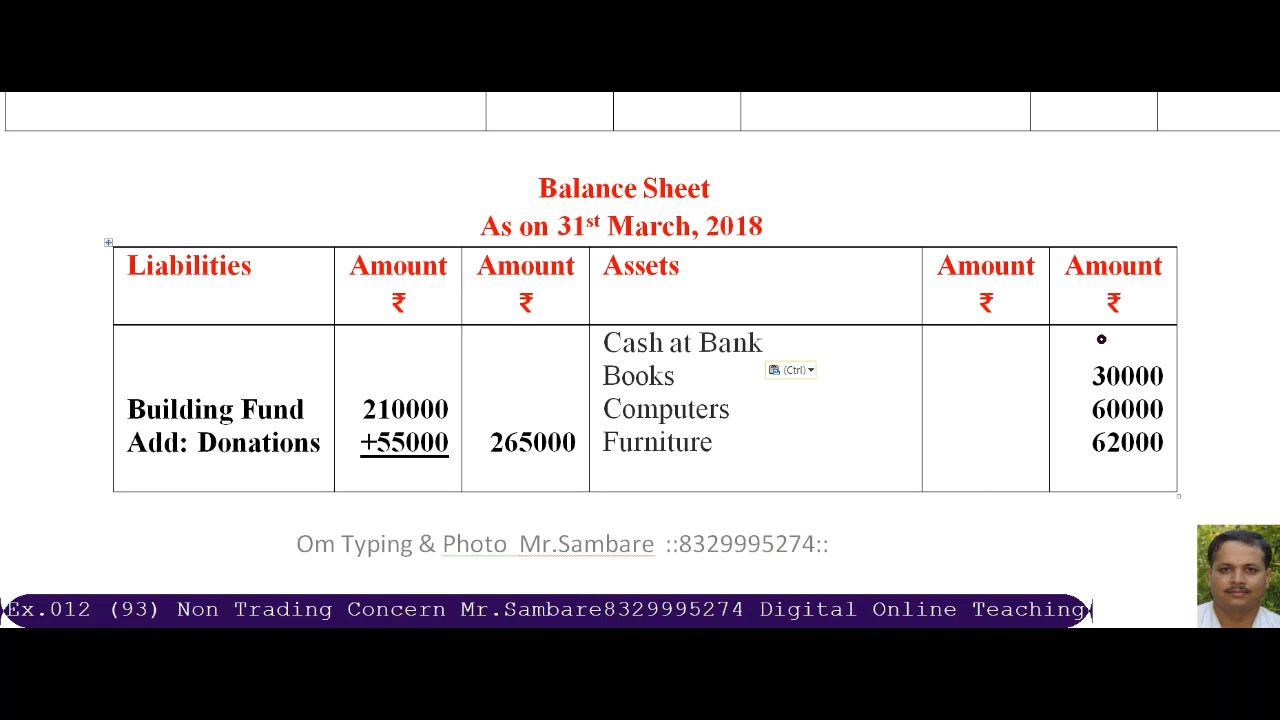 Balance Sheet
As on 31st March, 2018
Liabilities Amount Amount Assets Amount Amount
₹ ₹ ₹ ₹
Cash at Bank
Books 30000
(Ctrl)
Building Fund 210000 Computers 60000
Add: Donations +55000 265000 Furniture 62000
Om Typing & Photo Mr.Sambare ::8329995274::
Ex.012 (93) Non Trading Concern Mr.Sambare8329995274 Digital Online Teaching